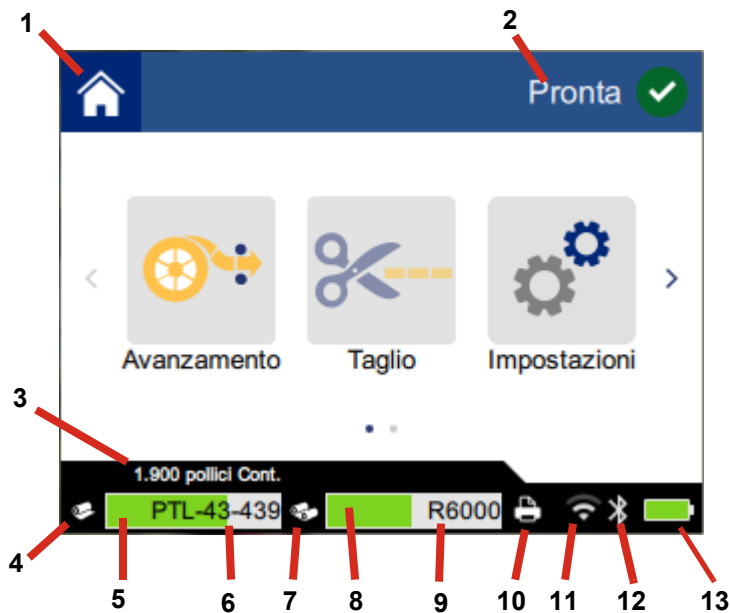 1
2
Pronta
Avanzamento
Taglio
Impostazioni
3
1.900 pollici Cont.
PTL-43-439
R6000
4
5
6
7
8
9
10
11
12
13